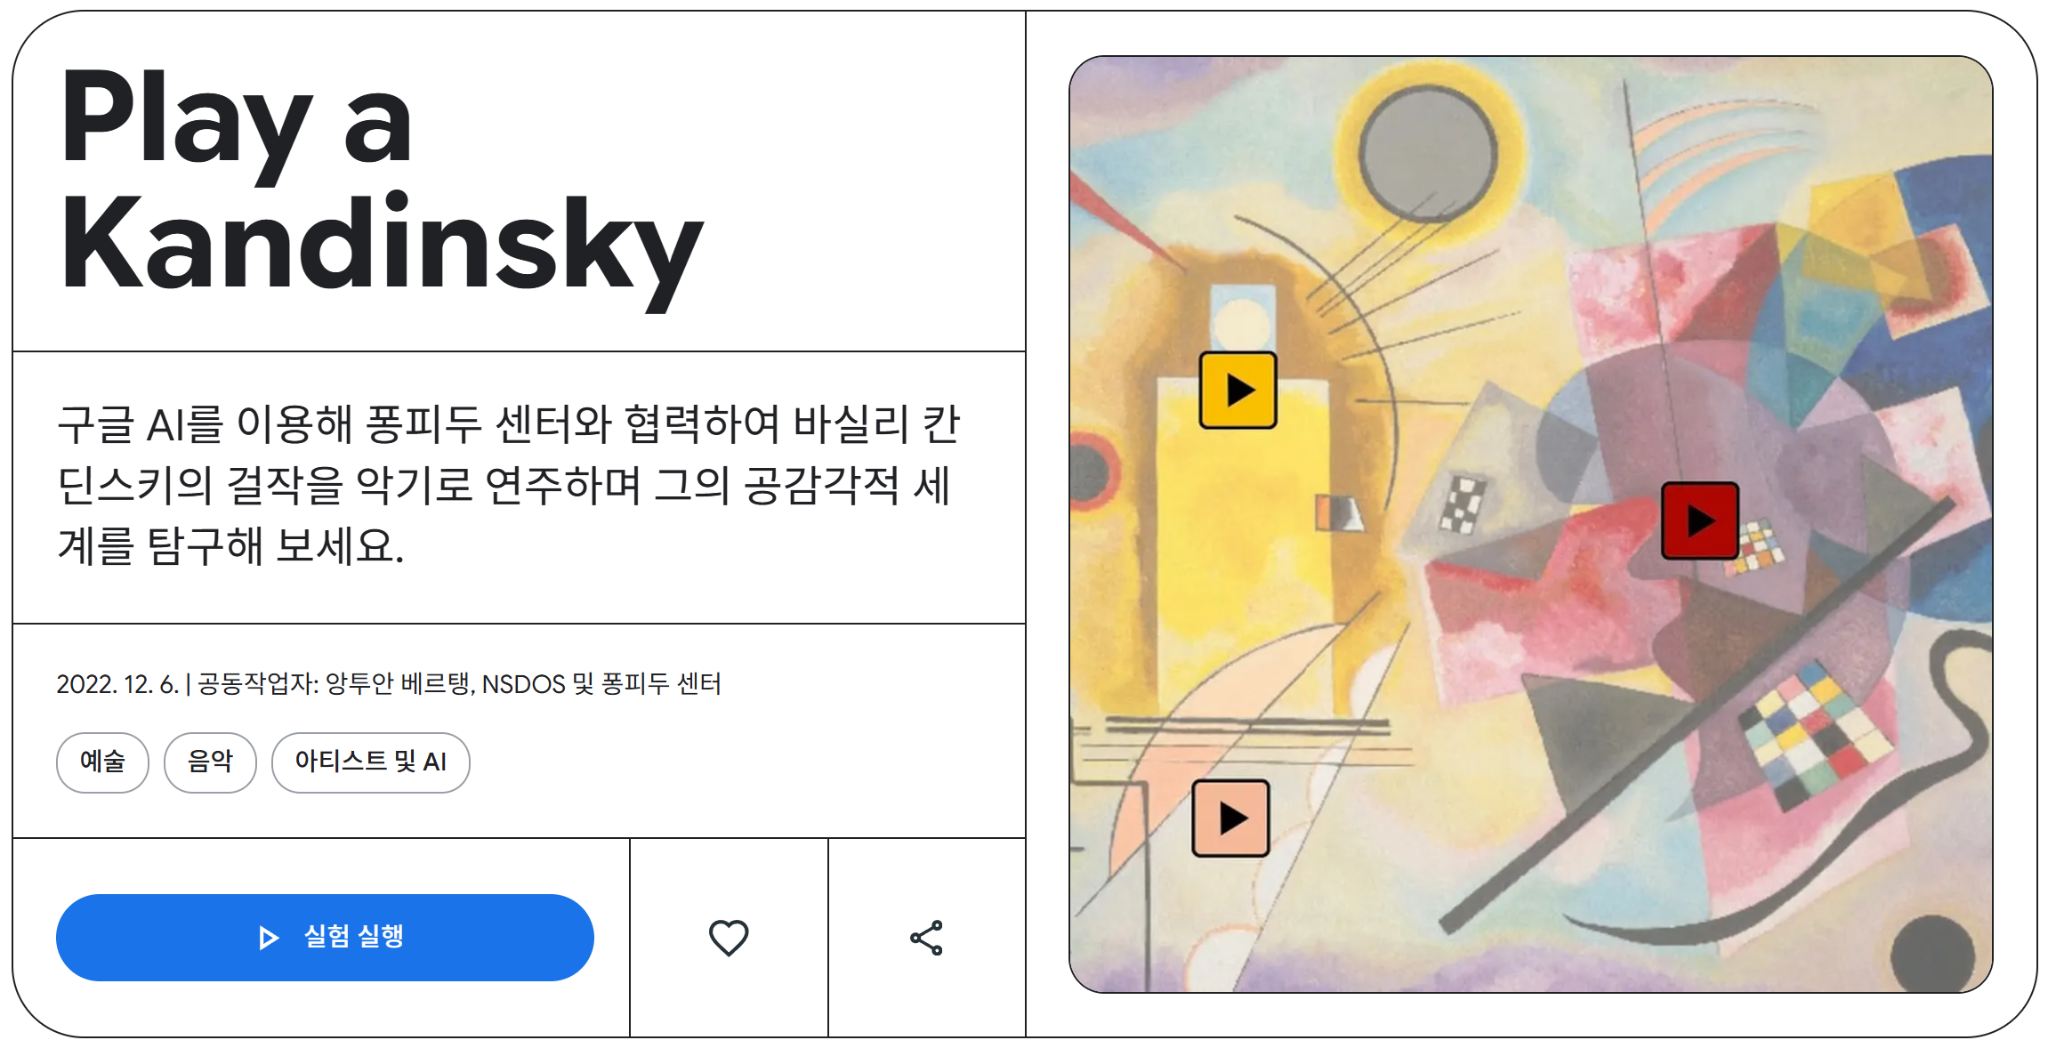 Play a
Kandinsky
구글 AI를 이용해 퐁피두 센터와 협력하여 바실리 칸
딘스키의 걸작을 악기로 연주하며 그의 공감각적 세
계를 탐구해 보세요.
2022. 12. 6. | 공동작업자: 앙투안 베르탱, NSDOS 및 퐁피두 센터
예술
음악
아티스트 및 AI
실험 실행